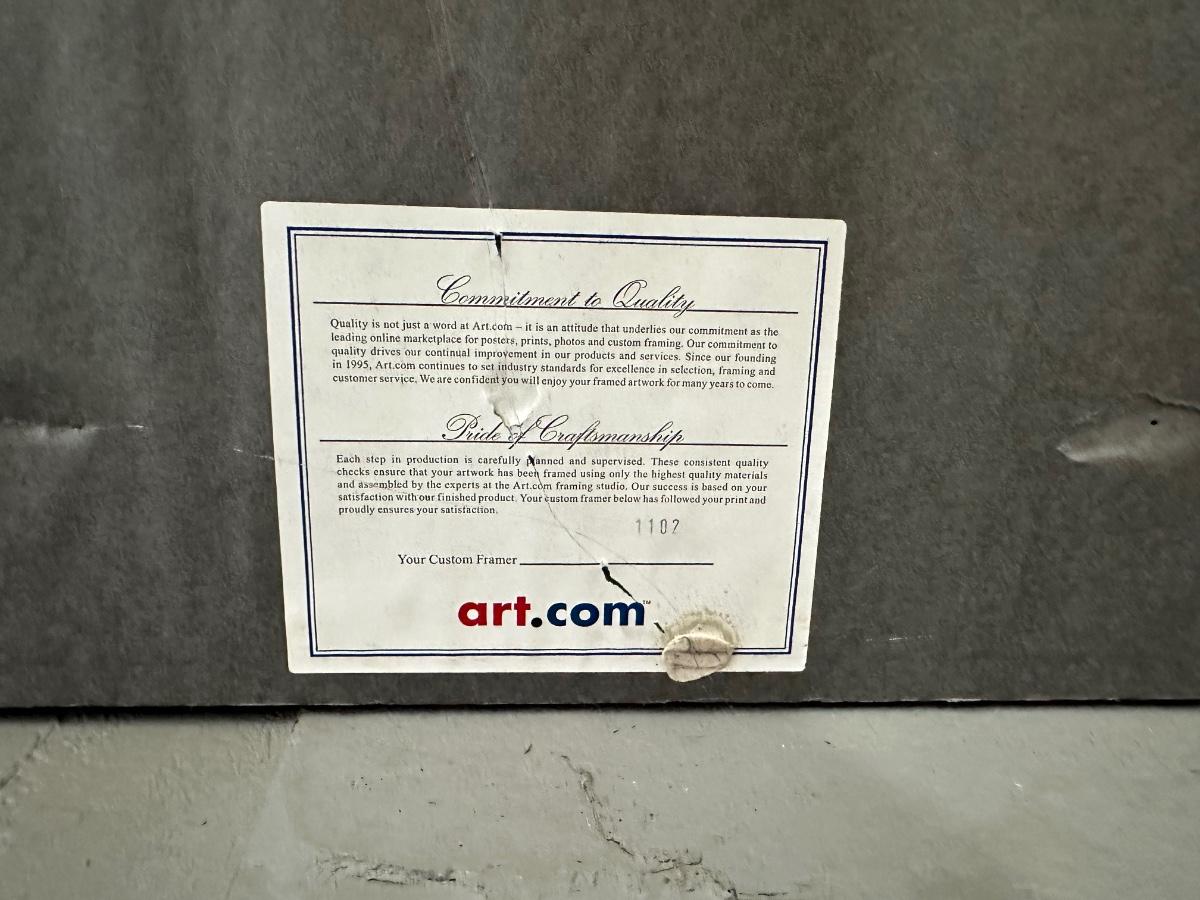 Commitment to Quality
Quality is not just a word at Art.com – it is an attitude that underlies our commitment as the
leading online marketplace for posters, prints, photos and custom framing. Our commitment to
quality drives our continual improvement in our products and services. Since our founding
in 1995, Art.com continues to set industry standards for excellence in selection, framing and
customer service. We are confident you will enjoy your framed artwork for many years to come.
Pride of Craftsmanship
Each step in production is carefully planned and supervised. These consistent quality
checks ensure that your artwork has been framed using only the highest quality materials
and assembled by the experts at the Art.com framing studio. Our success is based on your
satisfaction with our finished product. Your custom framer below has followed your print and
proudly ensures your satisfaction.
1102
Your Custom Framer
art.com™